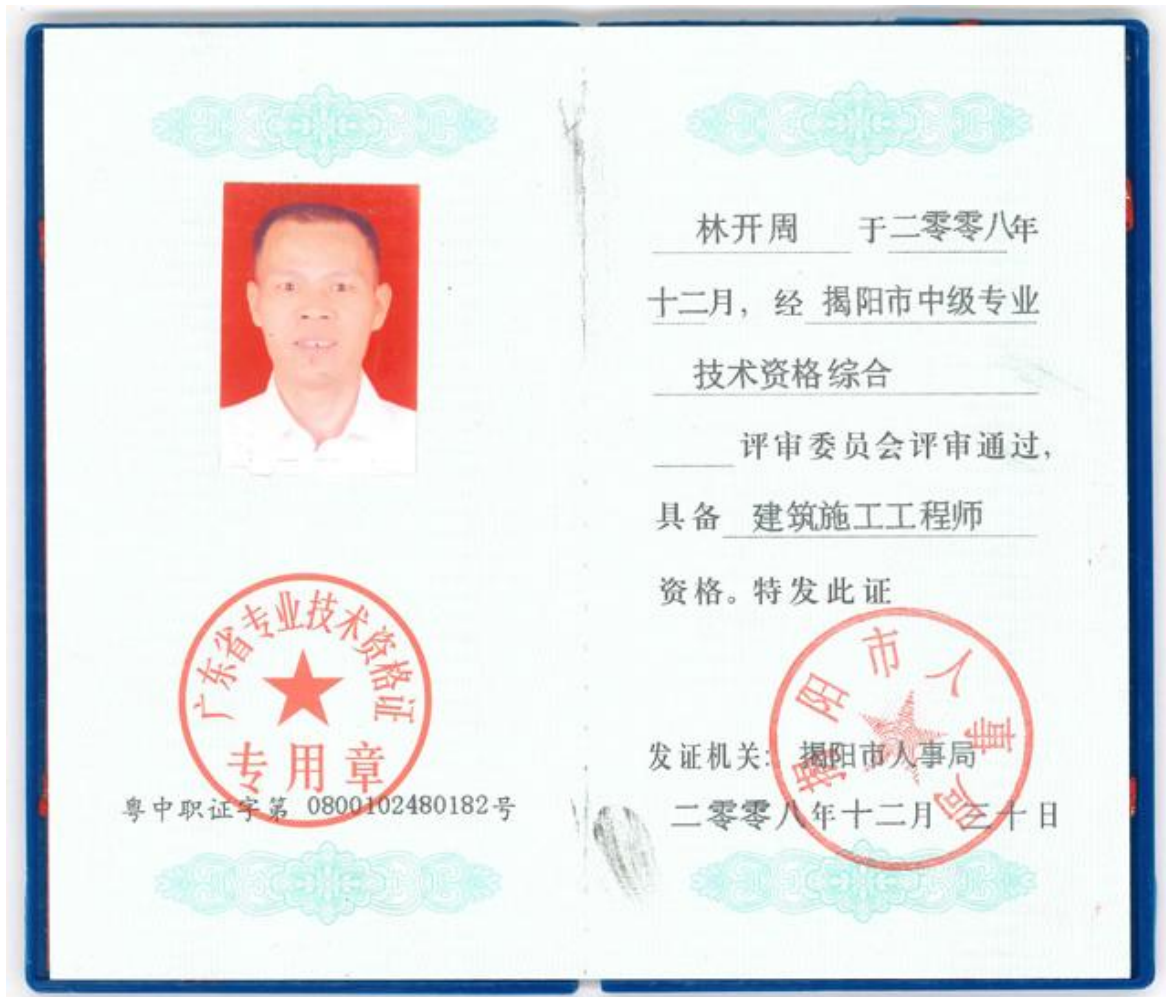 广东省专业技术资格证
专用章
粤中职证字第 0800102480182号
林开周 于二零零八年
十二月，经 揭阳市中级专业
技术资格综合
评审委员会评审通过，
具备 建筑施工工程师
资格。特发此证
揭阳市人事局
发证机关：揭阳市人事局
二零零八年十二月三十日